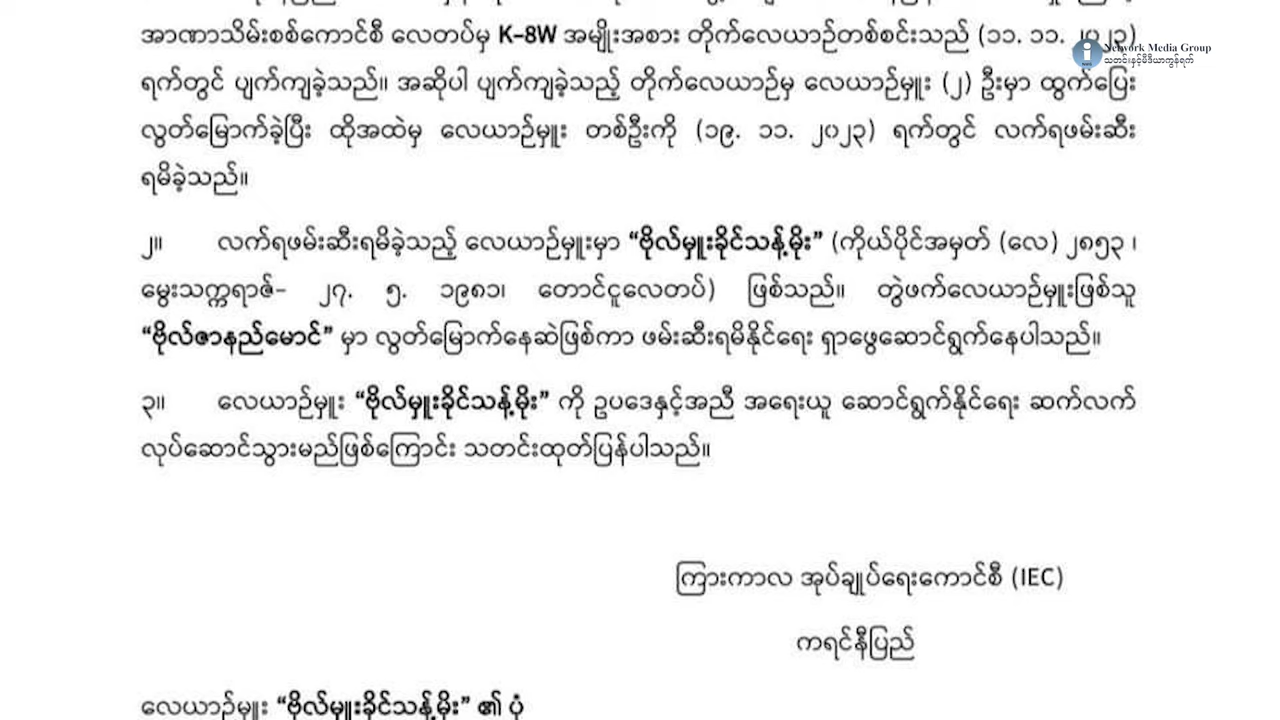 အာဏာသိမ်းစစ်ကောင်စီ လေတပ်မှ K-8W အမျိုးအစား တိုက်လေယာဉ်တစ်စင်းသည် (၁၁. ၁၁. ၂၀၂၃)
Network Media Group
သတင်းနှင့်မီဒီယာကွန်ရက်
ရက်တွင် ပျက်ကျခဲ့သည်။ အဆိုပါ ပျက်ကျခဲ့သည့် တိုက်လေယာဉ်မှ လေယာဉ်မှူး (၂) ဦးမှာ ထွက်ပြေး
လွတ်မြောက်ခဲ့ပြီး ထိုအထဲမှ လေယာဉ်မှူး တစ်ဦးကို (၁၉. ၁၁. ၂၀၂၃) ရက်တွင် လက်ရဖမ်းဆီး
ရမိခဲ့သည်။
၂။ လက်ရဖမ်းဆီးရမိခဲ့သည့် လေယာဉ်မှူးမှာ “ဗိုလ်မှူးခိုင်သန့်မိုး” (ကိုယ်ပိုင်အမှတ် (လေ) ၂၈၅၃ ၊
မွေးသက္ကရာဇ်– ၂၇. ၅. ၁၉၈၁၊ တောင်ငူလေတပ်) ဖြစ်သည်။ တွဲဖက်လေယာဉ်မှူးဖြစ်သူ
“ဗိုလ်ဇာနည်မောင်” မှာ လွတ်မြောက်နေဆဲဖြစ်ကာ ဖမ်းဆီးရမိနိုင်ရေး ရှာဖွေဆောင်ရွက်နေပါသည်။
၃။ လေယာဉ်မှူး “ဗိုလ်မှူးခိုင်သန့်မိုး” ကို ဥပဒေနှင့်အညီ အရေးယူ ဆောင်ရွက်နိုင်ရေး ဆက်လက်
လုပ်ဆောင်သွားမည်ဖြစ်ကြောင်း သတင်းထုတ်ပြန်ပါသည်။
ကြားကာလ အုပ်ချုပ်ရေးကောင်စီ (IEC)
ကရင်နီပြည်
လေယာဉ်မှူး “ဗိုလ်မှူးခိုင်သန့်မိုး” ၏ ပုံ